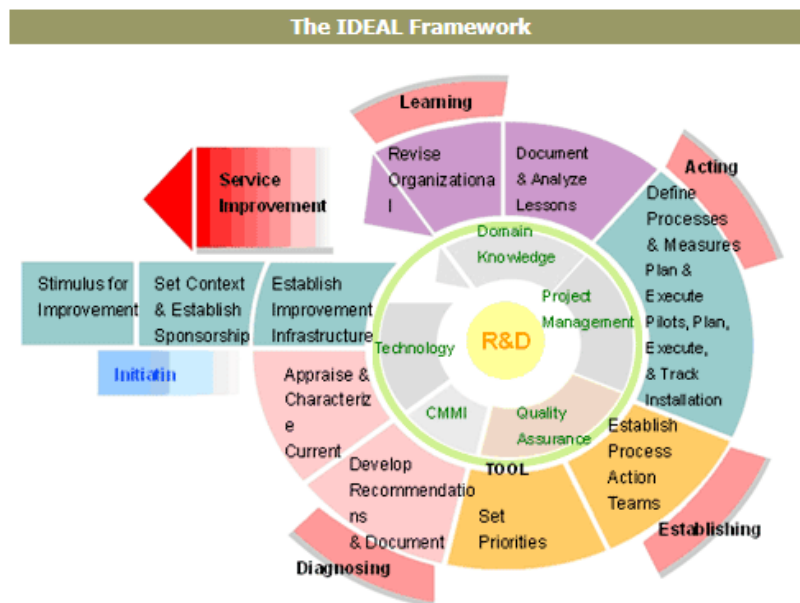 The IDEAL Framework
Learning
Revise
Organizationa
l
Document
& Analyze
Lessons
Acting
Define
Processes
& Measures
Plan &
Execute
Pilots, Plan,
Execute,
& Track
Installation
Service
Improvement
Stimulus for
Improvement
Set Context
& Establish
Sponsorship
Establish
Improvement
Infrastructure
Initiatin
Domain
Knowledge
Project
Management
R&D
Technology
CMMI
Quality
Assurance
TOOL
Appraise &
Characteriz
e
Current
Develop
Recommendatio
ns
& Document
Diagnosing
Set
Priorities
Establish
Process
Action
Teams
Establishing